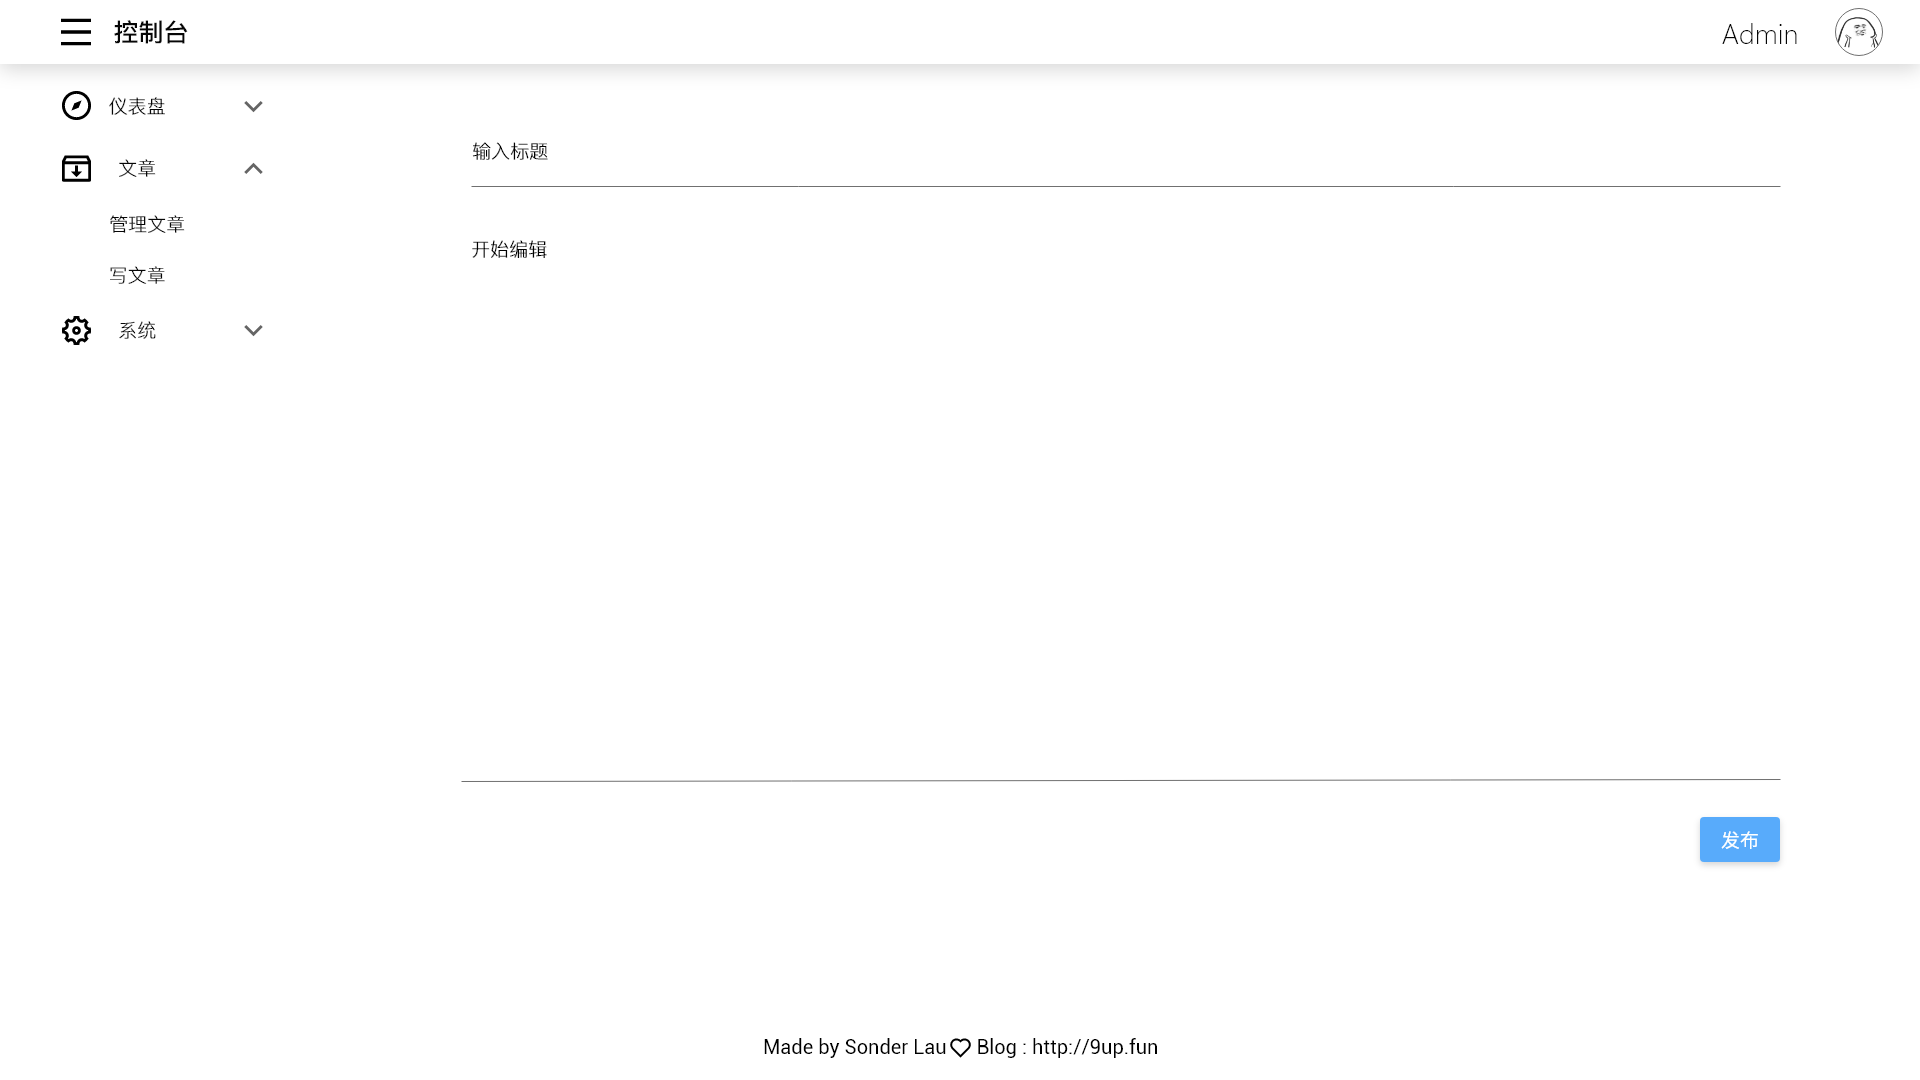 控制台
Admin
仪表盘
文章
管理文章
写文章
系统
输入标题
开始编辑
发布
Made by Sonder Lau Blog : http://9up.fun